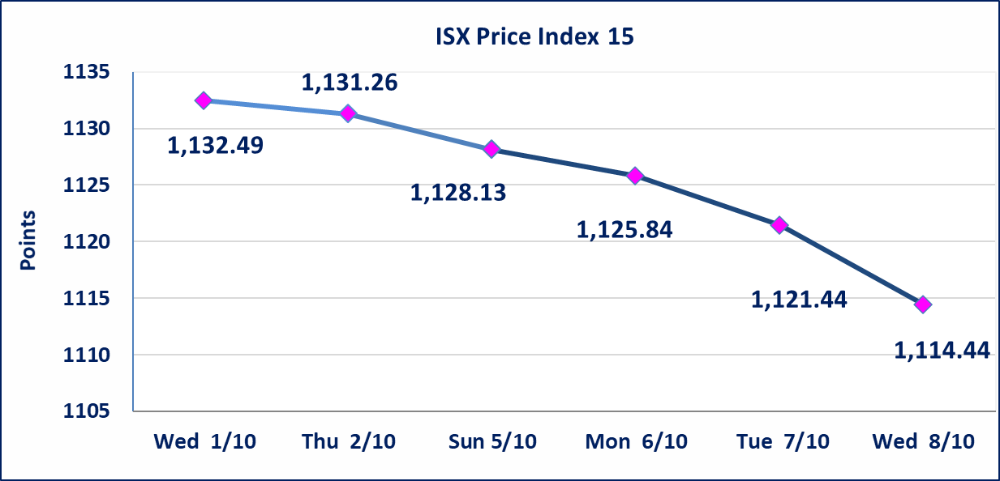 ISX Price Index 15
Points
1135
1130
1125
1120
1115
1110
1105
1,132.49
1,131.26
1,128.13
1,125.84
1,121.44
1,114.44
Wed 1/10
Thu 2/10
Sun 5/10
Mon 6/10
Tue 7/10
Wed 8/10